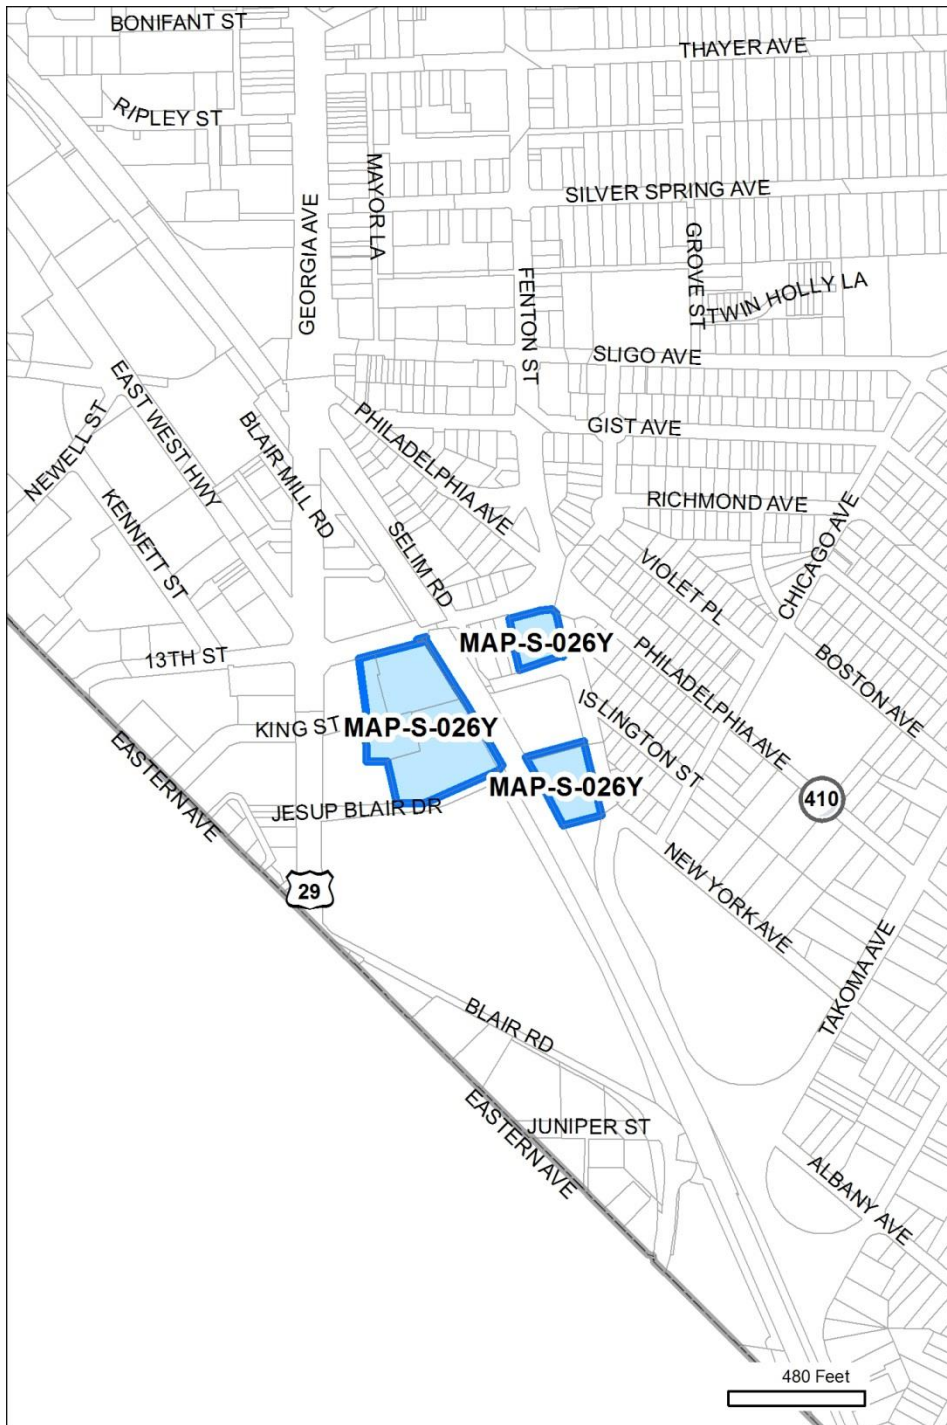 BONIFANT ST
THAYER AVE
RIPLEY ST
MAYOR LA
SILVER SPRING AVE
GEORGIA AVE
GROVE ST
FENTON ST
TWIN HOLLY LA
SLIGO AVE
EAST WEST HWY
NEWELL ST
BLAIR MILL RD
PHILADELPHIA AVE
GIST AVE
KENNETT ST
RICHMOND AVE
SELIM RD
CHICAGO AVE
VIOLET PL
13TH ST
MAP-S-026Y
PHILADELPHIA AVE
BOSTON AVE
KING ST
MAP-S-026Y
ISLINGTON ST
EASTERN AVE
MAP-S-026Y
410
JESUP BLAIR DR
29
NEW YORK AVE
TAKOMA AVE
BLAIR RD
EASTERN AVE
JUNIPER ST
ALBANY AVE
480 Feet